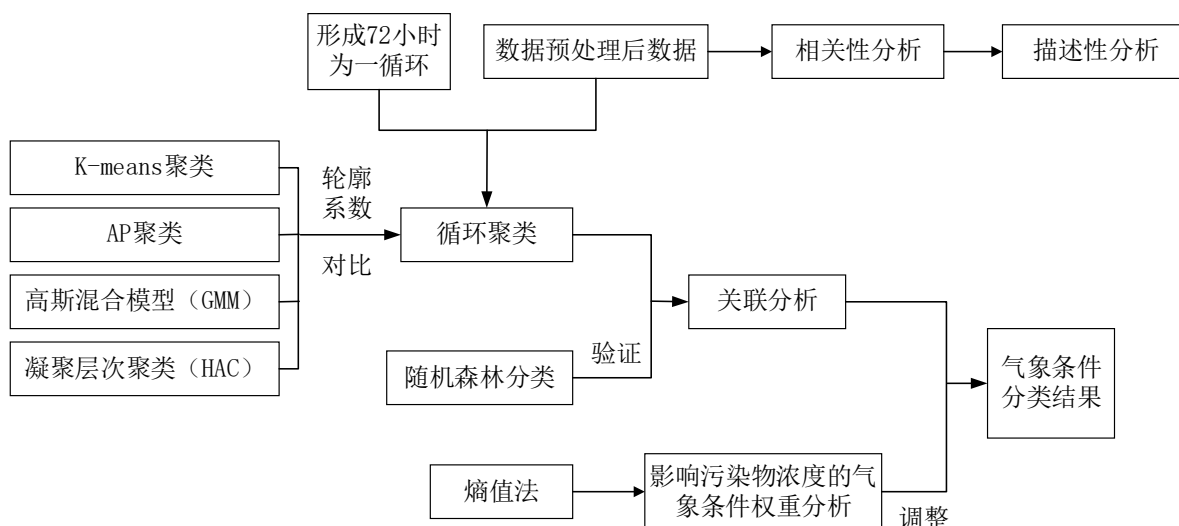 形成72小时
为一循环
数据预处理后数据
相关性分析
描述性分析
K-means聚类
AP聚类
高斯混合模型（GMM）
凝聚层次聚类（HAC）
轮廓
系数
对比
循环聚类
随机森林分类
验证
关联分析
气象条件
分类结果
熵值法
影响污染物浓度的气
象条件权重分析
调整